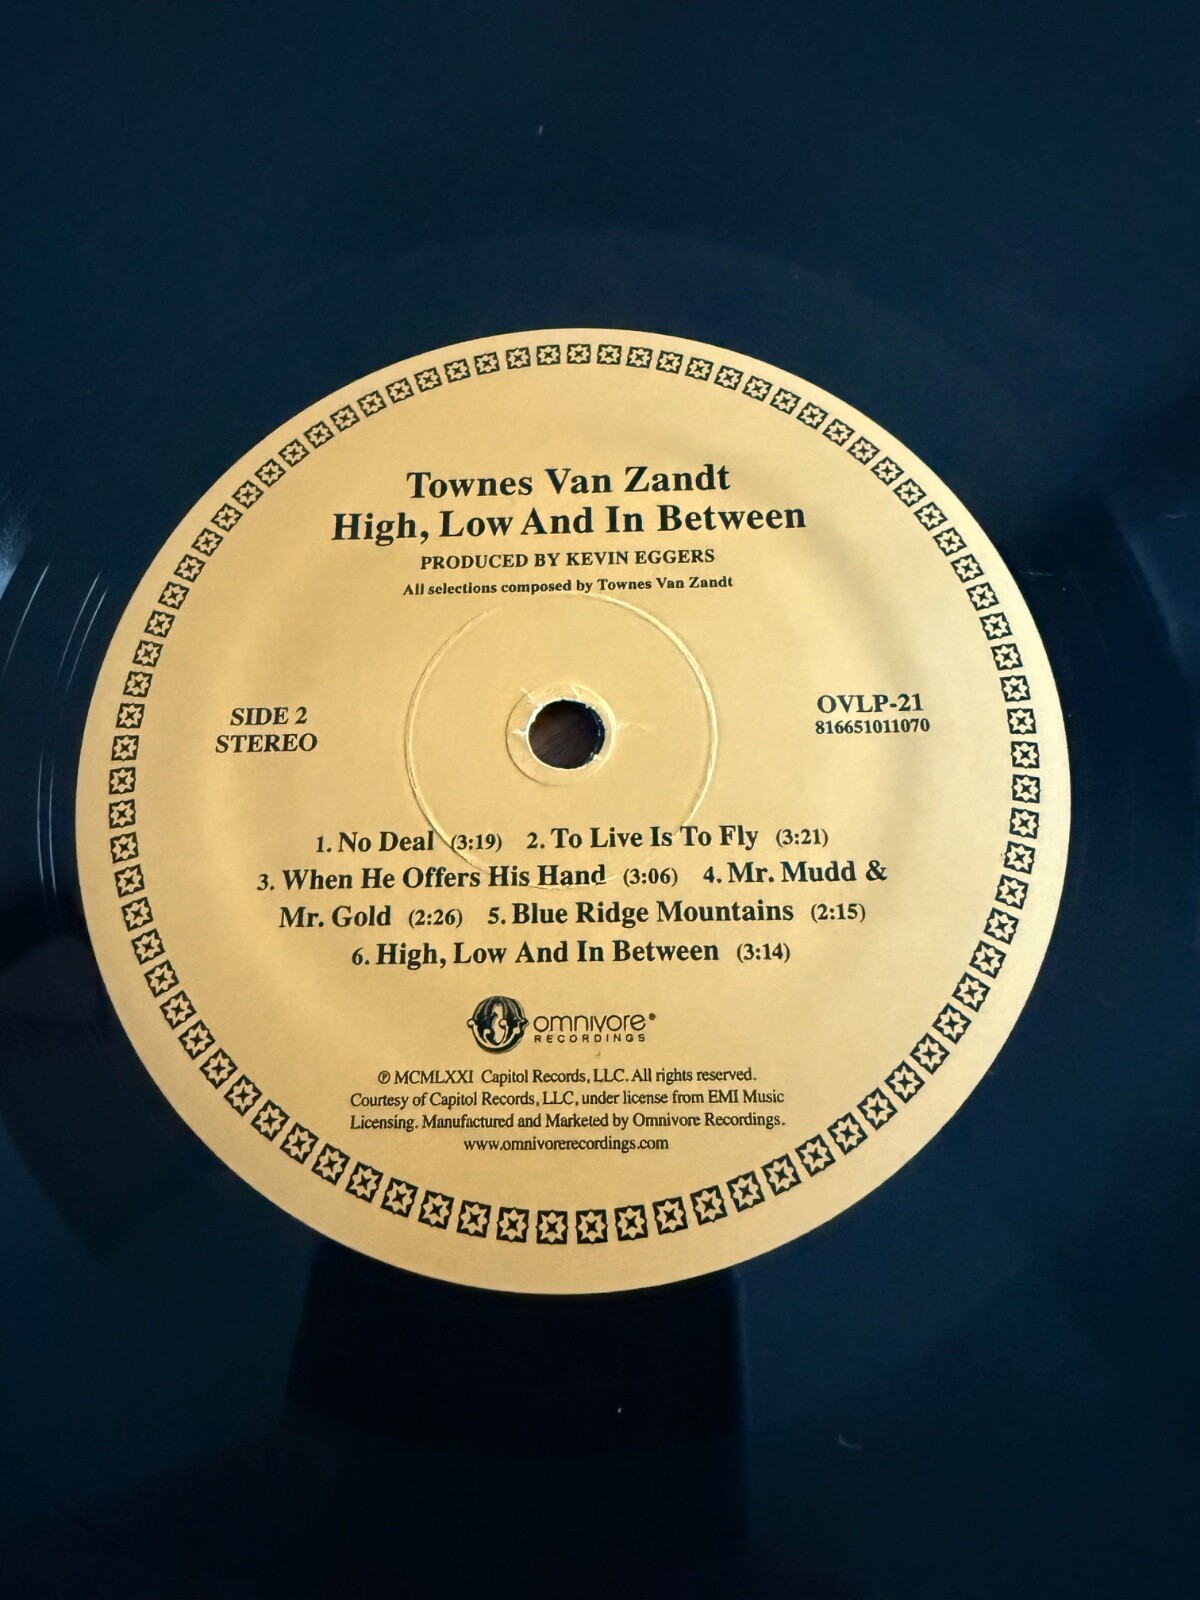 Townes Van Zandt
High, Low And In Between
PRODUCED BY KEVIN EGGERS
All selections composed by Townes Van Zandt
SIDE 2
STEREO
OVLP-21
816651011070
1. No Deal (3:19) 2. To Live Is To Fly (3:21)
3. When He Offers His Hand (3:06) 4. Mr. Mudd &
Mr. Gold (2:26) 5. Blue Ridge Mountains (2:15)
6. High, Low And In Between (3:14)
omnivore®
RECORDINGS
℗ MCMLXXI Capitol Records, LLC. All rights reserved.
Courtesy of Capitol Records, LLC, under license from EMI Music
Licensing. Manufactured and Marketed by Omnivore Recordings.
www.omnivorerecordings.com